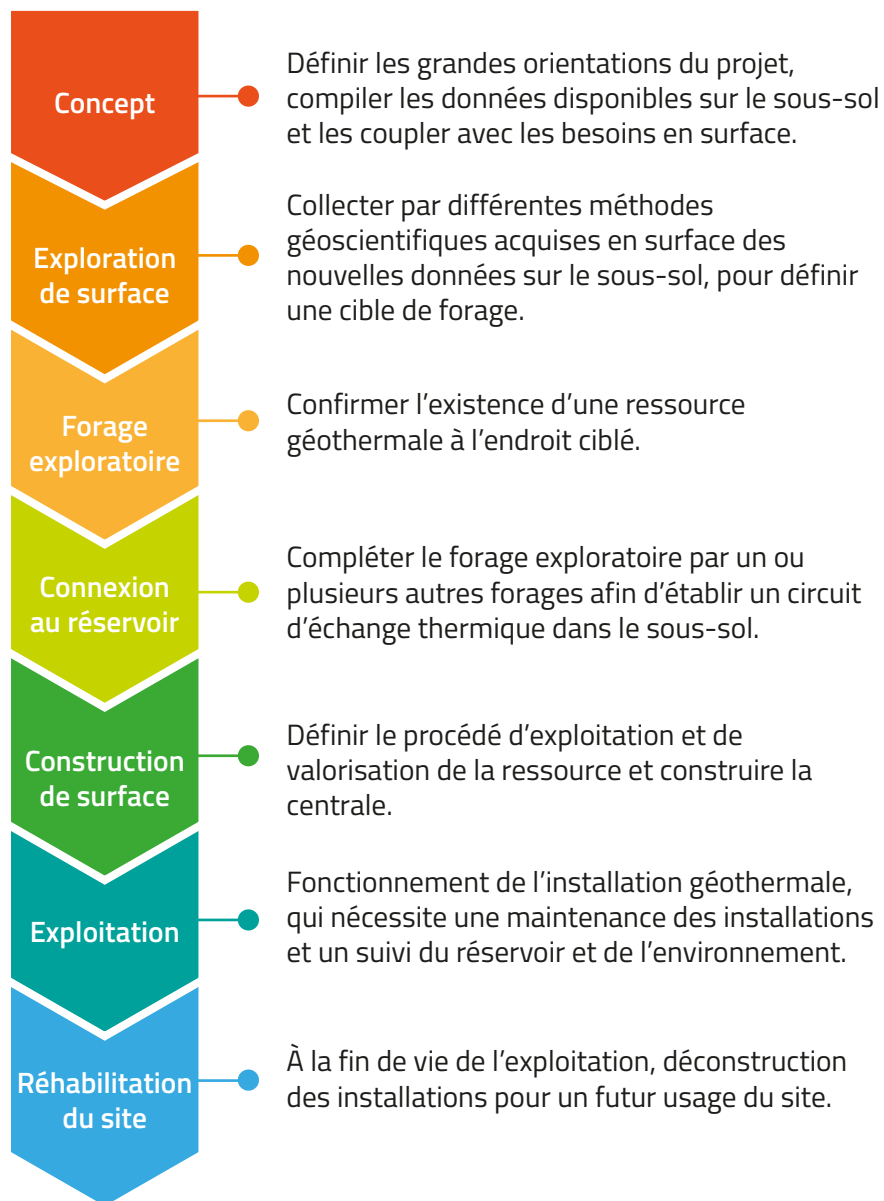 Concept
Définir les grandes orientations du projet,
compiler les données disponibles sur le sous-sol
et les coupler avec les besoins en surface.
Exploration
de surface
Collecter par différentes méthodes
géoscientifiques acquises en surface des
nouvelles données sur le sous-sol, pour définir
une cible de forage.
Forage
exploratoire
Confirmer l’existence d’une ressource
géothermale à l’endroit ciblé.
Connexion
au réservoir
Compléter le forage exploratoire par un ou
plusieurs autres forages afin d’établir un circuit
d’échange thermique dans le sous-sol.
Construction
de surface
Définir le procédé d’exploitation et de
valorisation de la ressource et construire la
centrale.
Exploitation
Fonctionnement de l’installation géothermale,
qui nécessite une maintenance des installations
et un suivi du réservoir et de l’environnement.
Réhabilitation
du site
À la fin de vie de l’exploitation, déconstruction
des installations pour un futur usage du site.